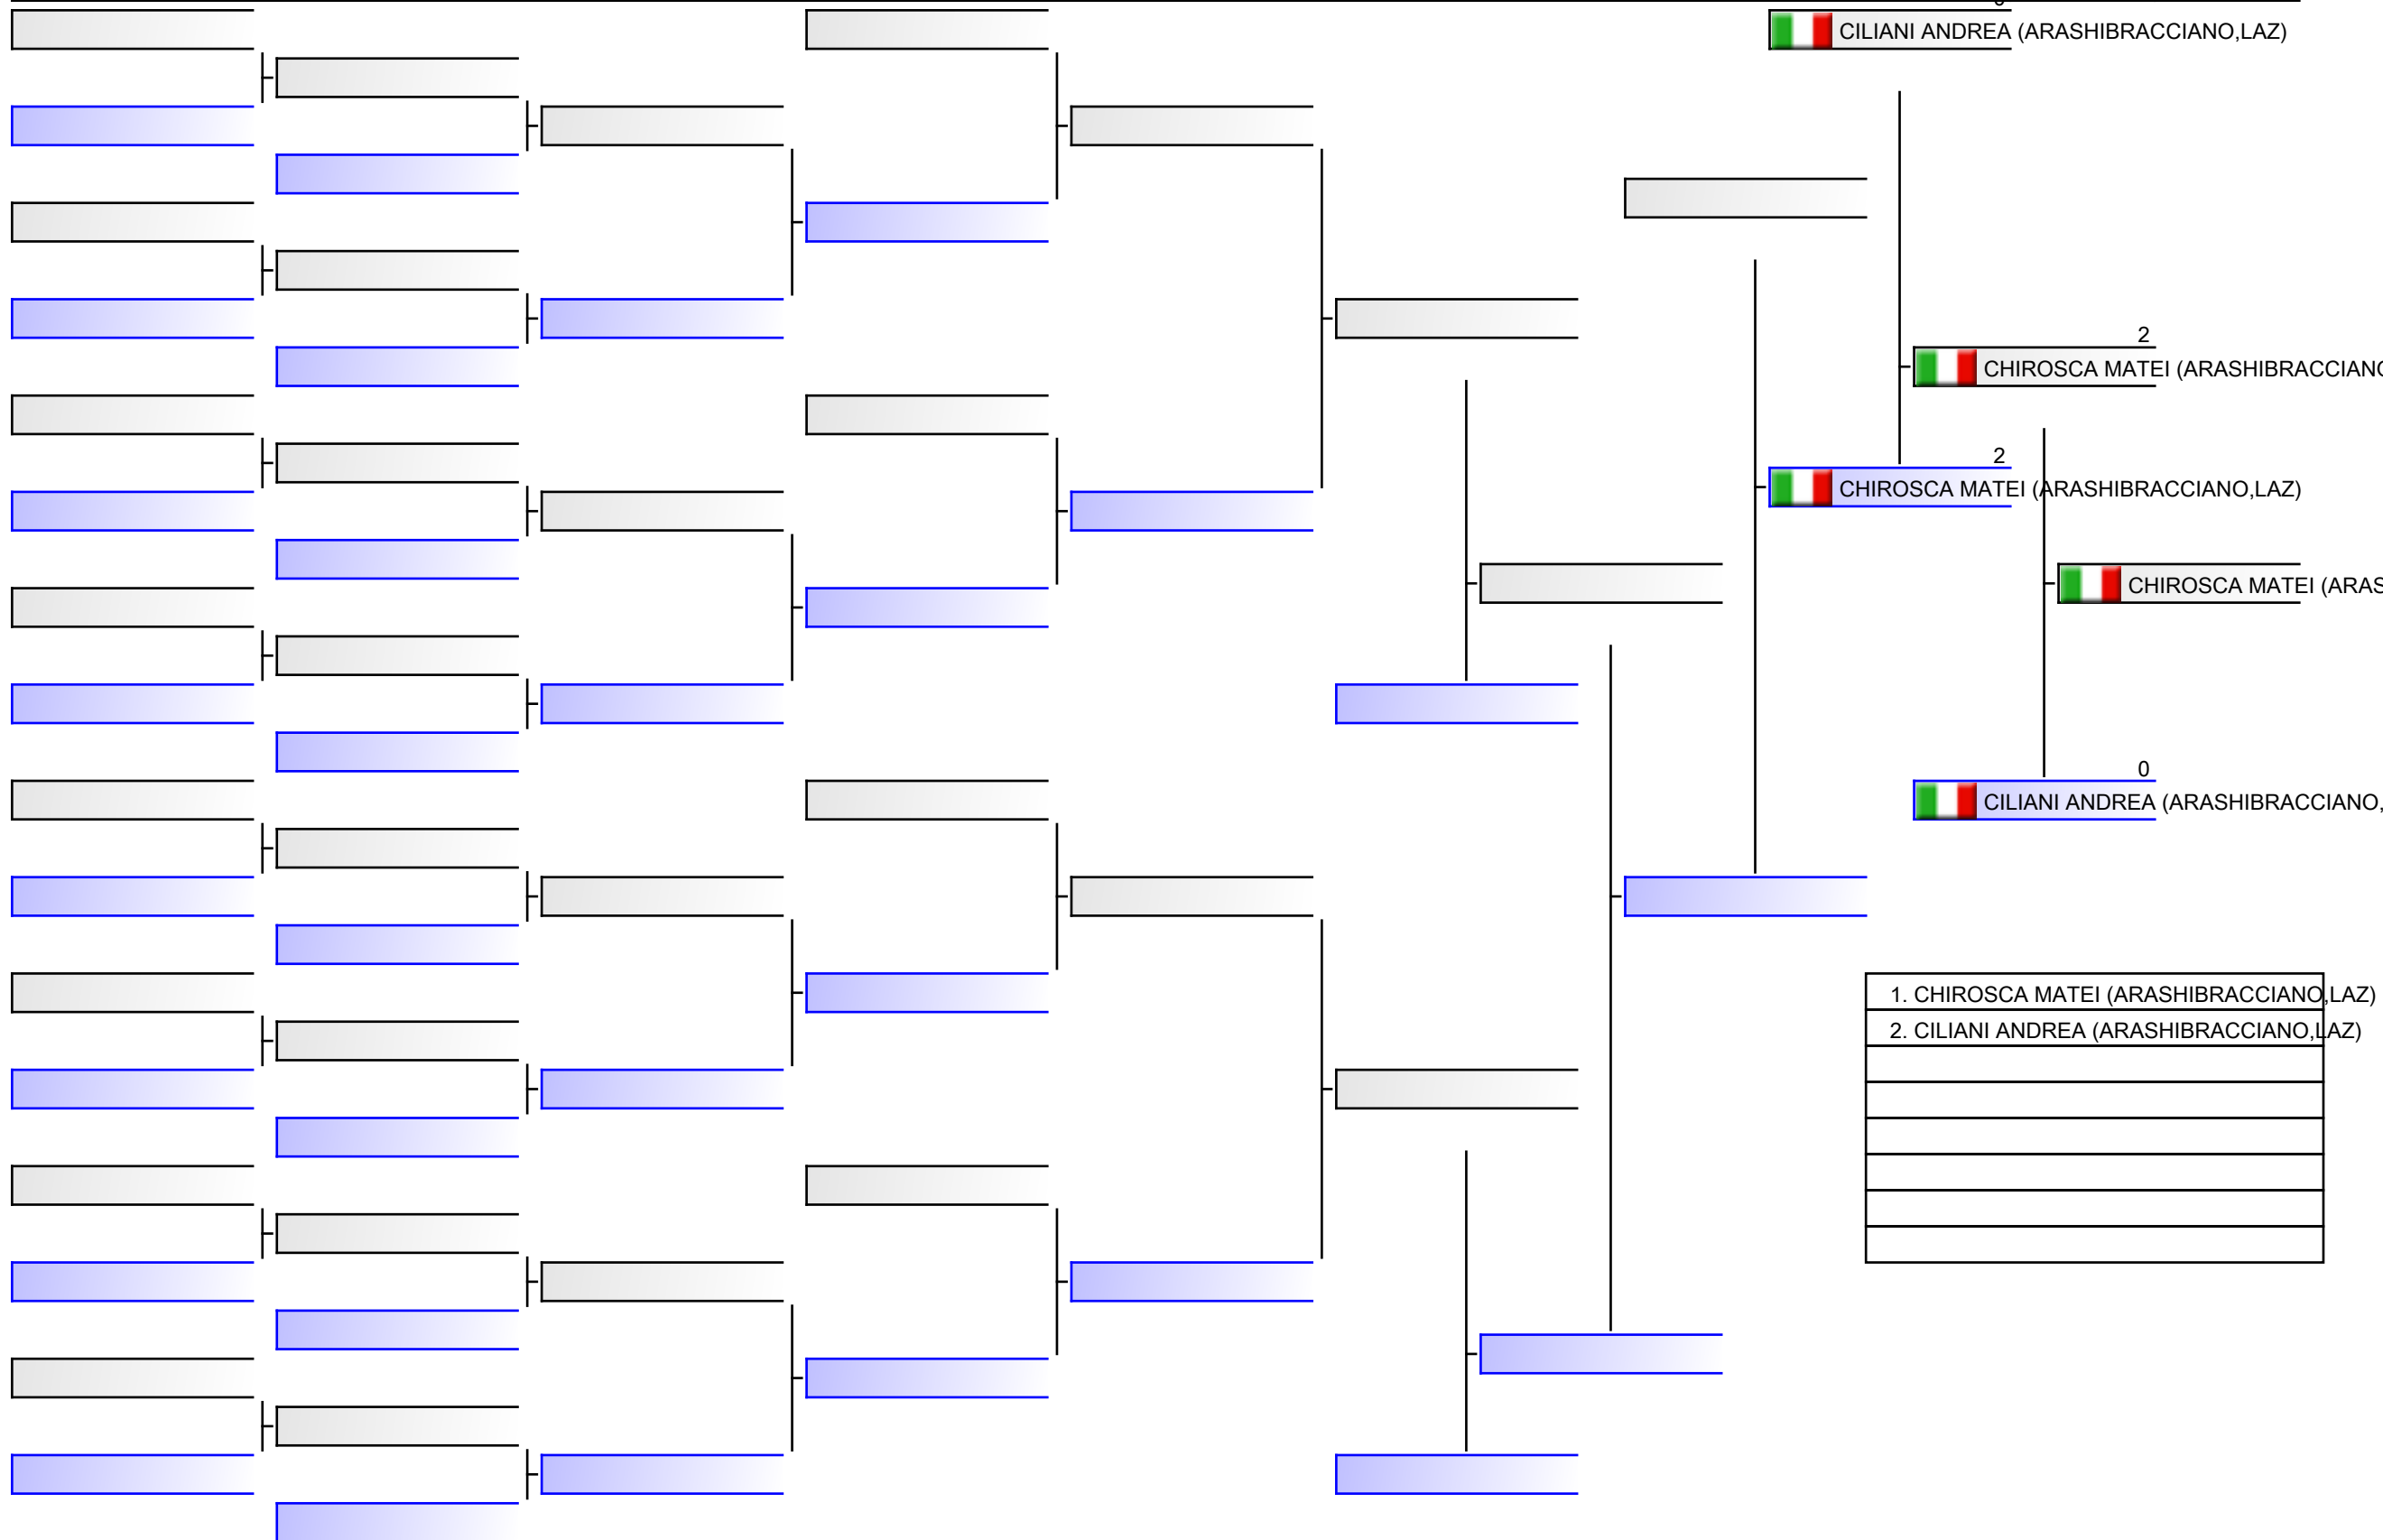 CILIANI ANDREA (ARASHIBRACCIANO,LAZ)
2
CHIROSCA MATEI (ARASHIBRACCIANO
2
CHIROSCA MATEI (ARASHIBRACCIANO,LAZ)
CHIROSCA MATEI (ARAS
0
CILIANI ANDREA (ARASHIBRACCIANO,
1. CHIROSCA MATEI (ARASHIBRACCIANO,LAZ)
2. CILIANI ANDREA (ARASHIBRACCIANO,LAZ)